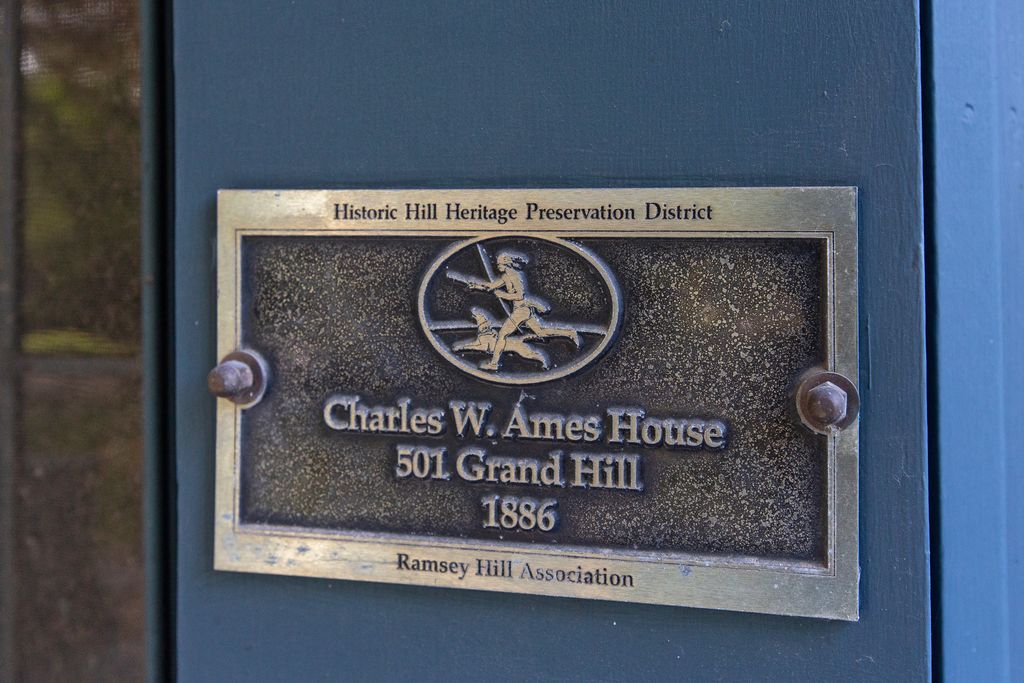 Historic Hill Heritage Preservation District
Charles W. Ames House
501 Grand Hill
1886
Ramsey Hill Association